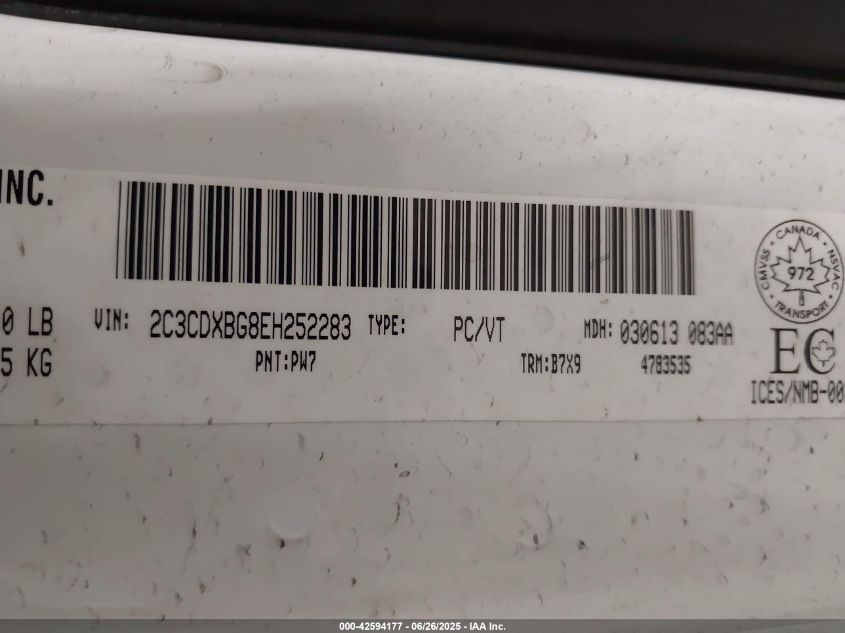 INC.
0 LB VIN: 2C3CDXBG8EH252283 TYPE: PC/VT MDH: 030613 083AA
5 KG PNT:PW7 TRM:B7X9 4783535
CANADA
CMVSS 972 NSVAC
TRANSPORT
EC
ICES/NMB-00
000-42594177 - 06/26/2025 - IAA Inc.